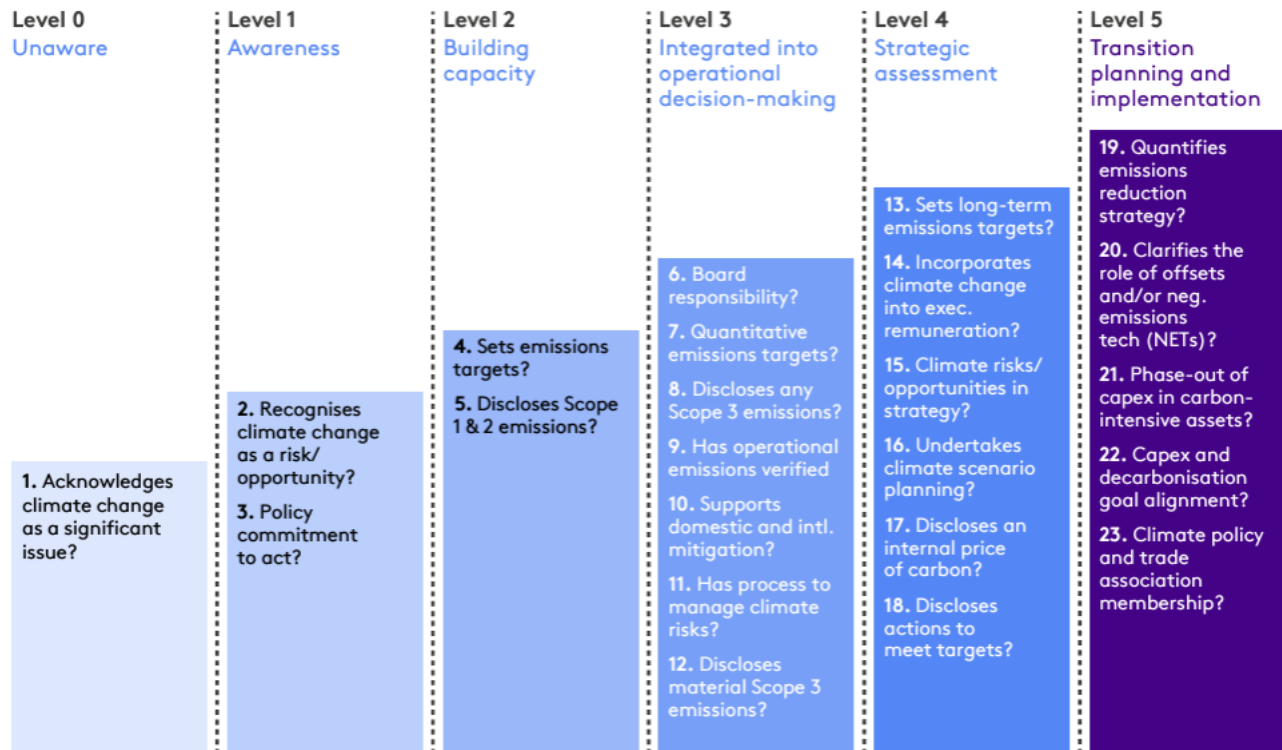 Level 0
Unaware
1. Acknowledges
climate change
as a significant
issue?
Level 1
Awareness
2. Recognises
climate change
as a risk/
opportunity?
3. Policy
commitment
to act?
Level 2
Building
capacity
4. Sets emissions
targets?
5. Discloses Scope
1 & 2 emissions?
Level 3
Integrated into
operational
decision-making
6. Board
responsibility?
7. Quantitative
emissions targets?
8. Discloses any
Scope 3 emissions?
9. Has operational
emissions verified
10. Supports
domestic and intl.
mitigation?
11. Has process to
manage climate
risks?
12. Discloses
material Scope 3
emissions?
Level 4
Strategic
assessment
13. Sets long-term
emissions targets?
14. Incorporates
climate change
into exec.
remuneration?
15. Climate risks/
opportunities in
strategy?
16. Undertakes
climate scenario
planning?
17. Discloses an
internal price
of carbon?
18. Discloses
actions to
meet targets?
Level 5
Transition
planning and
implementation
19. Quantifies
emissions
reduction
strategy?
20. Clarifies the
role of offsets
and/or neg.
emissions
tech (NETs)?
21. Phase-out of
capex in carbon-
intensive assets?
22. Capex and
decarbonisation
goal alignment?
23. Climate policy
and trade
association
membership?